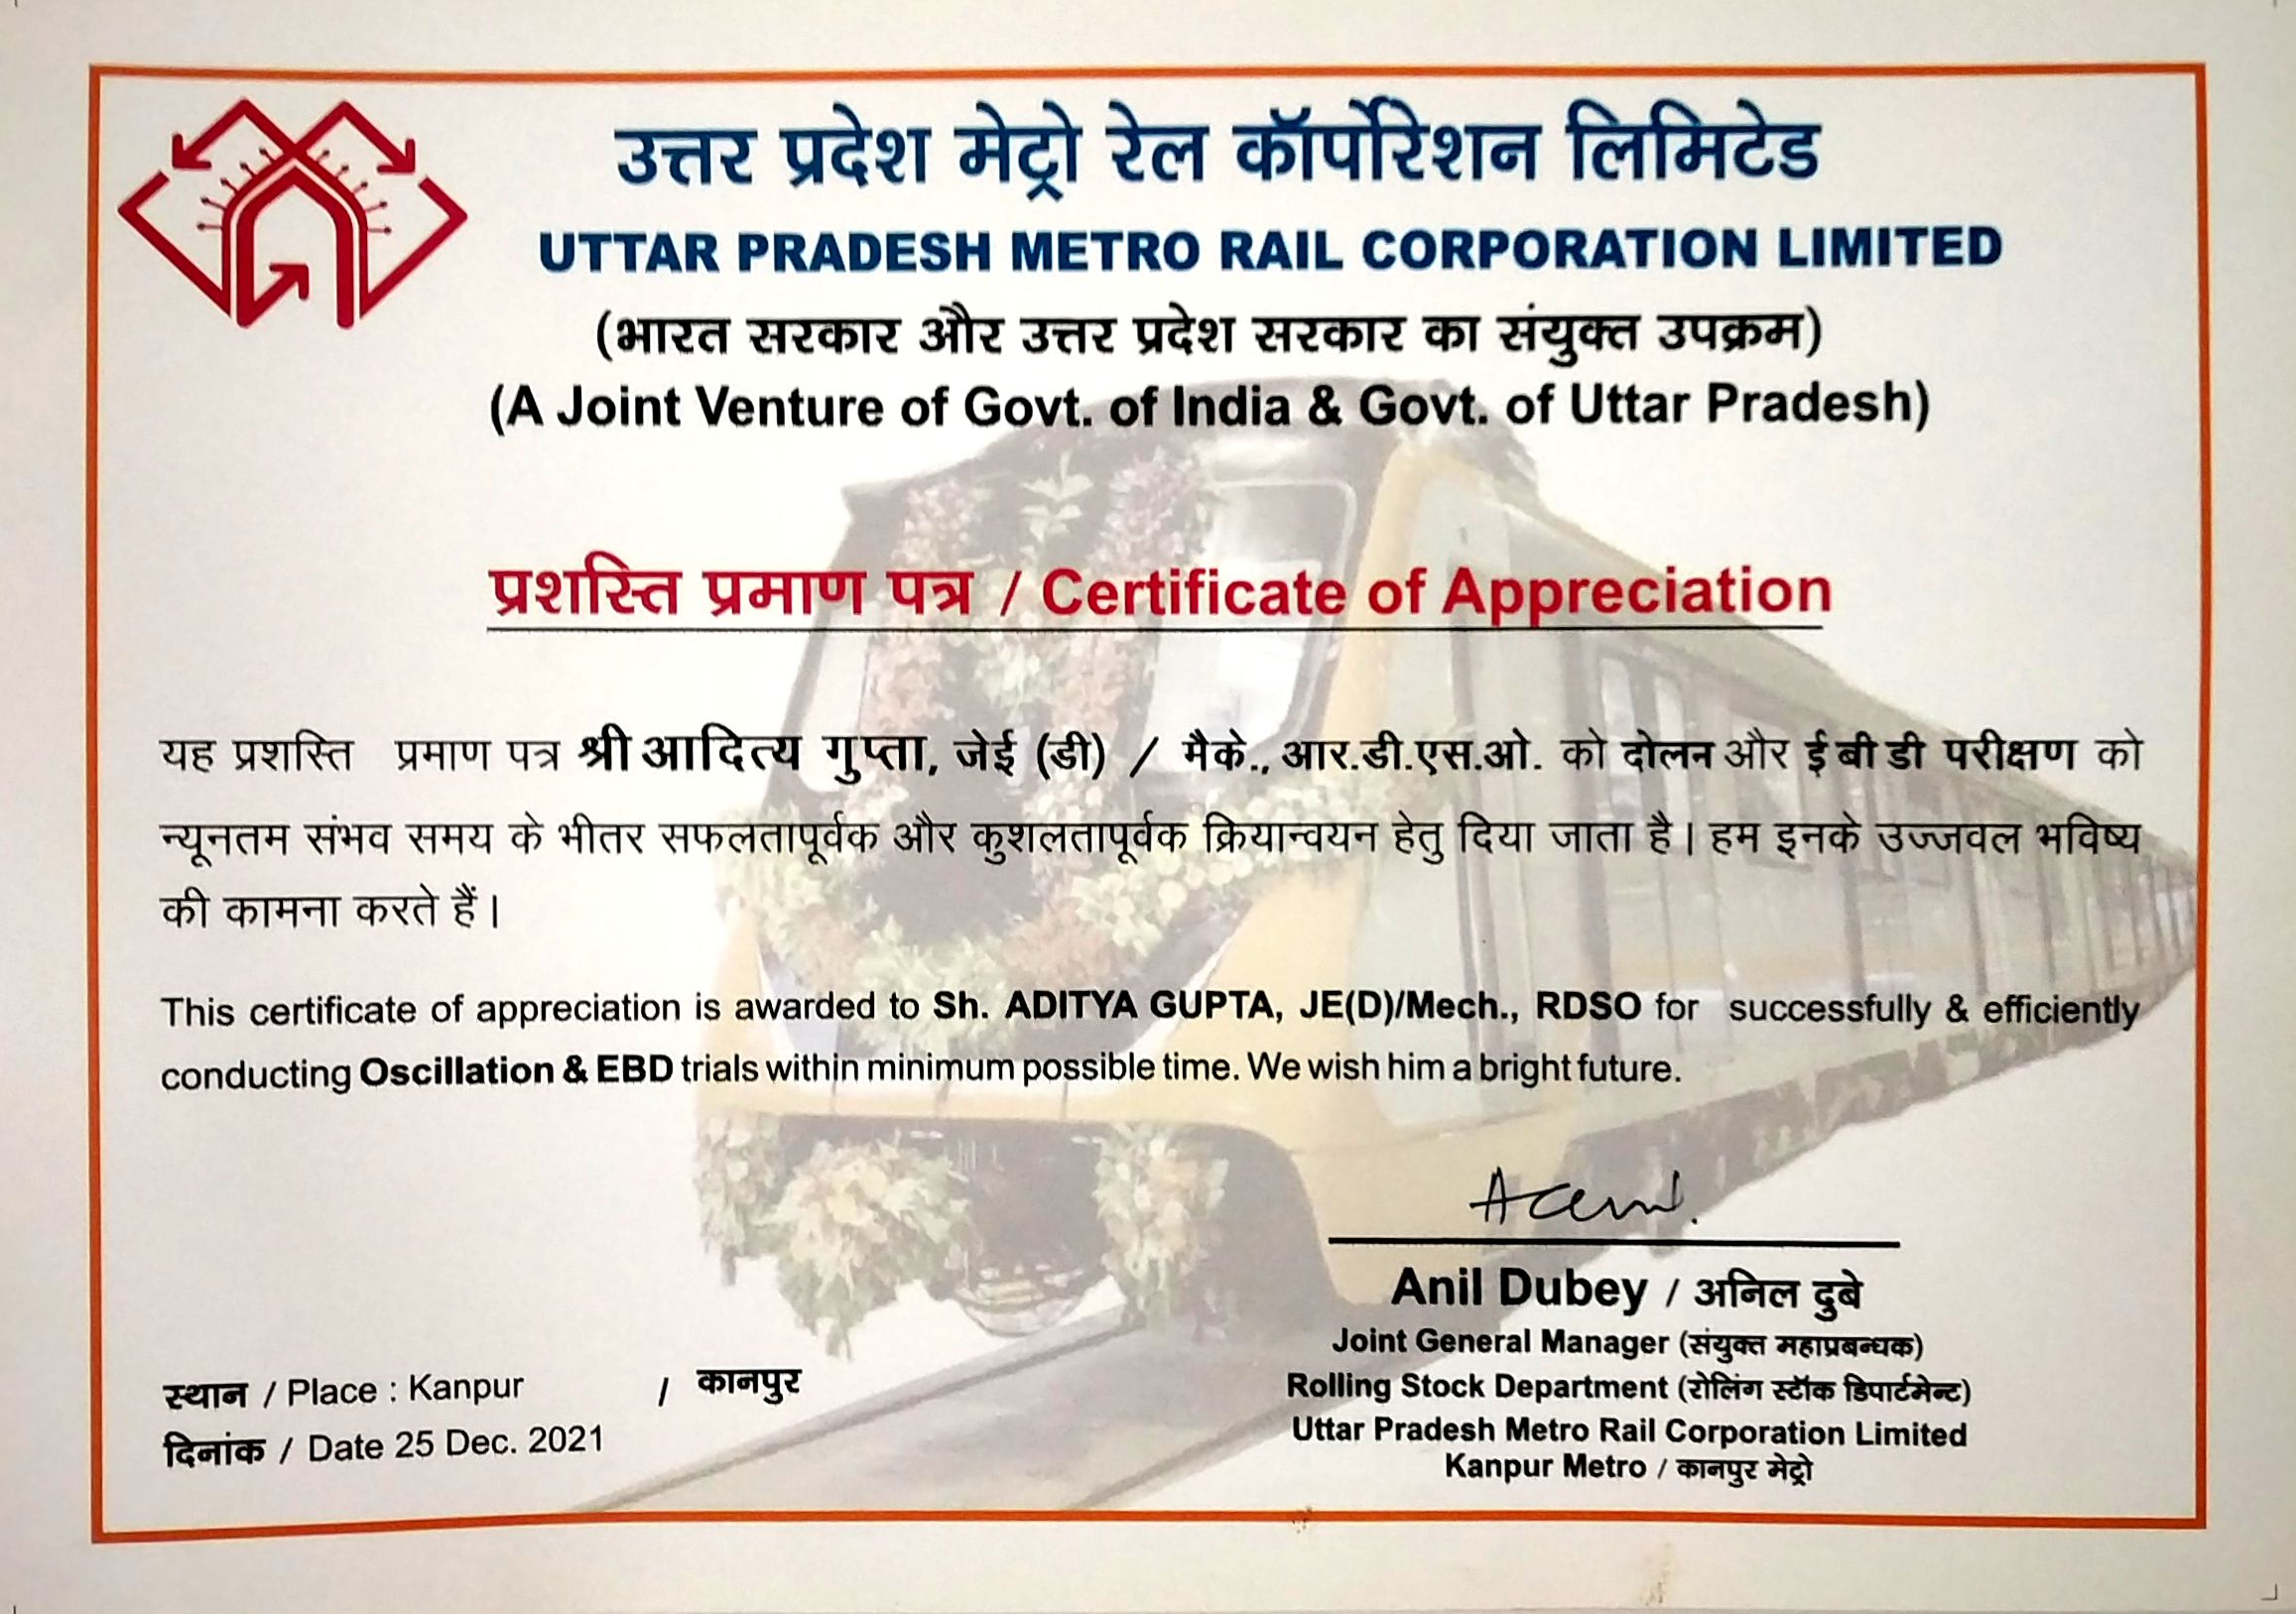 उत्तर प्रदेश मेट्रो रेल कॉर्पोरेशन लिमिटेड
UTTAR PRADESH METRO RAIL CORPORATION LIMITED
(भारत सरकार और उत्तर प्रदेश सरकार का संयुक्त उपक्रम)
(A Joint Venture of Govt. of India & Govt. of Uttar Pradesh)
प्रशस्ति प्रमाण पत्र / Certificate of Appreciation
यह प्रशस्ति प्रमाण पत्र श्री आदित्य गुप्ता, जेई (डी) / मैके., आर.डी.एस.ओ. को दोलन और ई बी डी परीक्षण को
न्यूनतम संभव समय के भीतर सफलतापूर्वक और कुशलतापूर्वक क्रियान्वयन हेतु दिया जाता है। हम इनके उज्जवल भविष्य
की कामना करते हैं।
This certificate of appreciation is awarded to Sh. ADITYA GUPTA, JE(D)/Mech., RDSO for successfully & efficiently
conducting Oscillation & EBD trials within minimum possible time. We wish him a bright future.
Anil Dubey / अनिल दुबे
Joint General Manager (संयुक्त महाप्रबन्धक)
Rolling Stock Department (रोलिंग स्टॉक डिपार्टमेन्ट)
Uttar Pradesh Metro Rail Corporation Limited
Kanpur Metro / कानपुर मेट्रो
स्थान / Place : Kanpur / कानपुर
दिनांक / Date 25 Dec. 2021